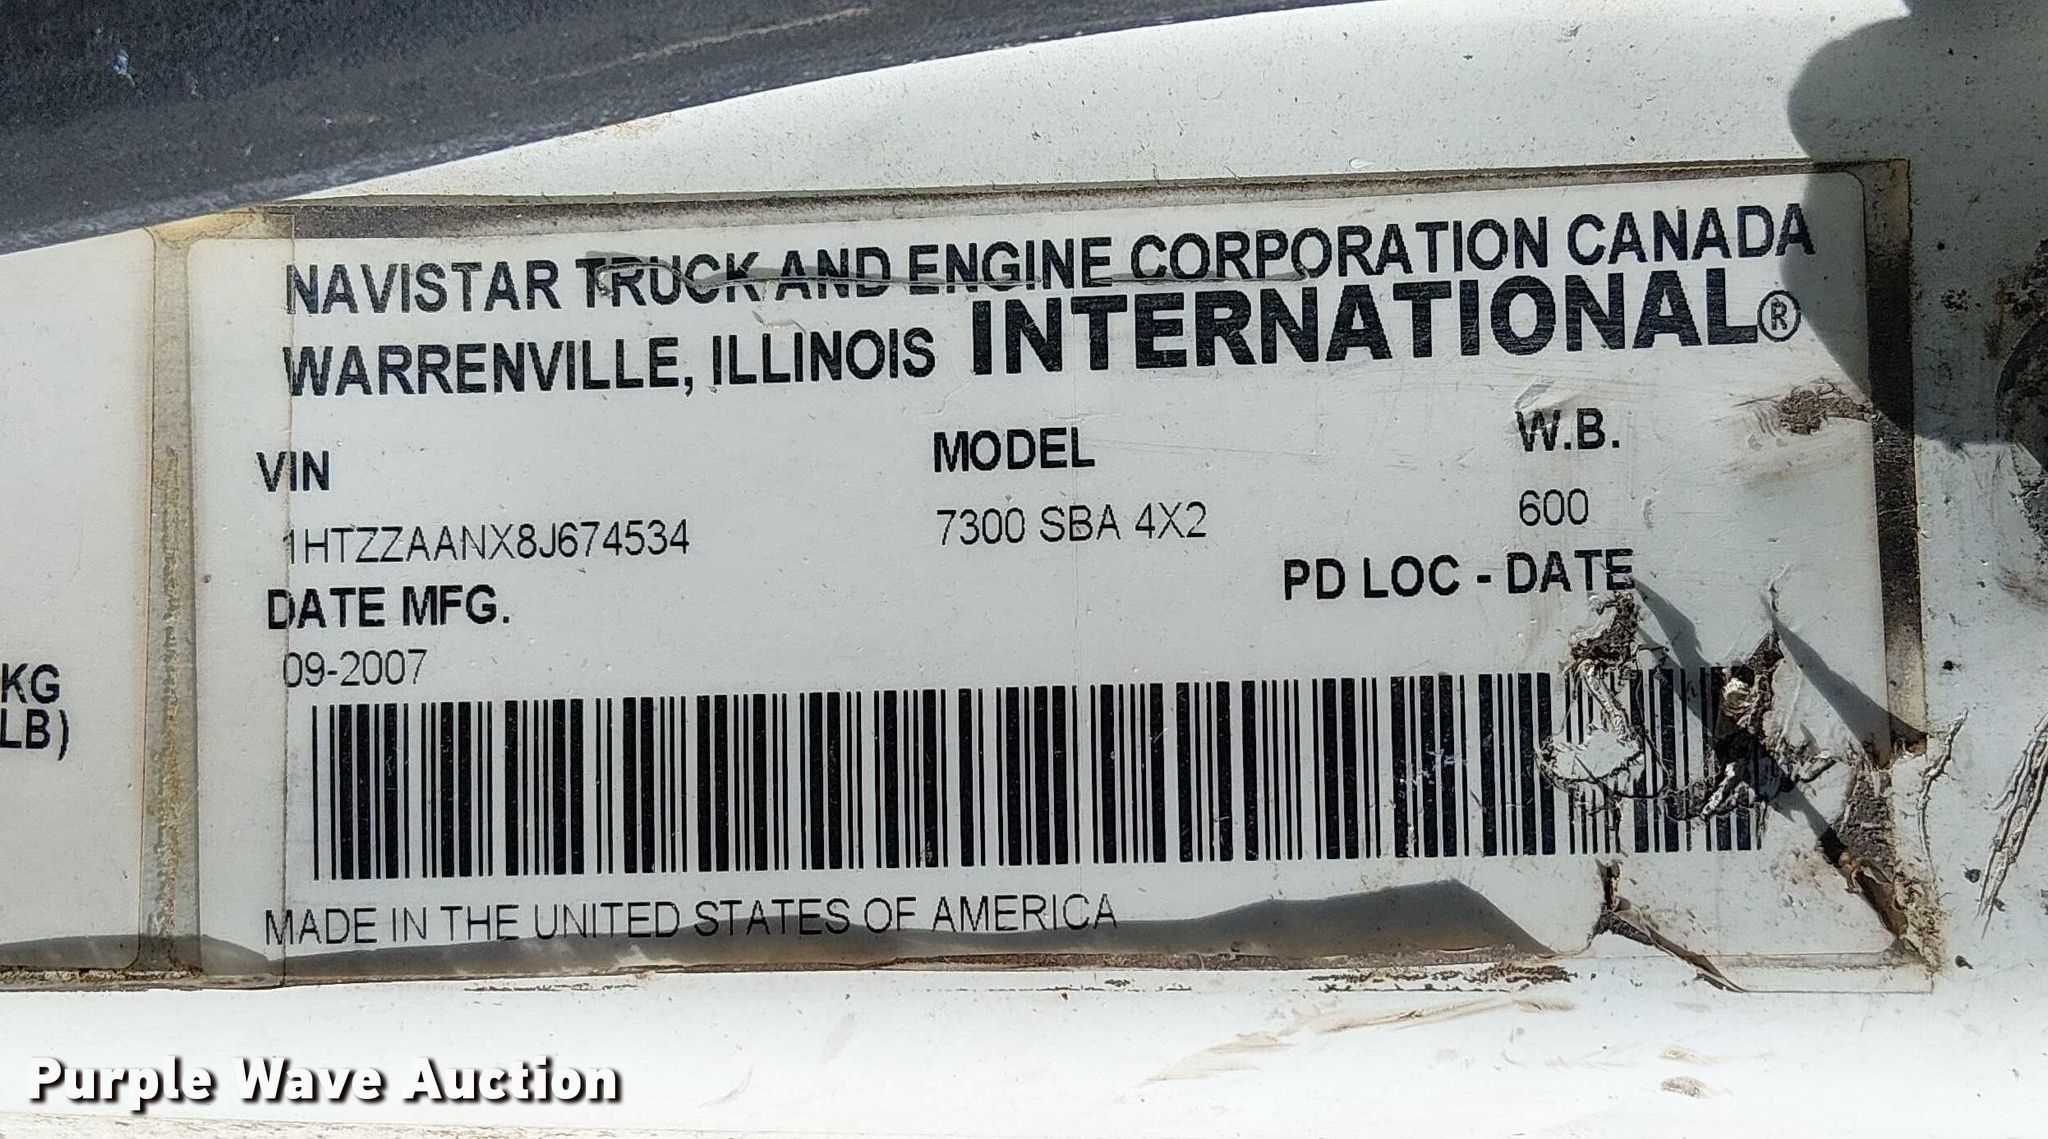 NAVISTAR TRUCK AND ENGINE CORPORATION CANADA
WARRENVILLE, ILLINOIS INTERNATIONAL®
VIN MODEL W.B.
1HTZZAANX8J674534 7300 SBA 4X2 600
DATE MFG. PD LOC - DATE
09-2007
KG
LB)
MADE IN THE UNITED STATES OF AMERICA
Purple Wave Auction